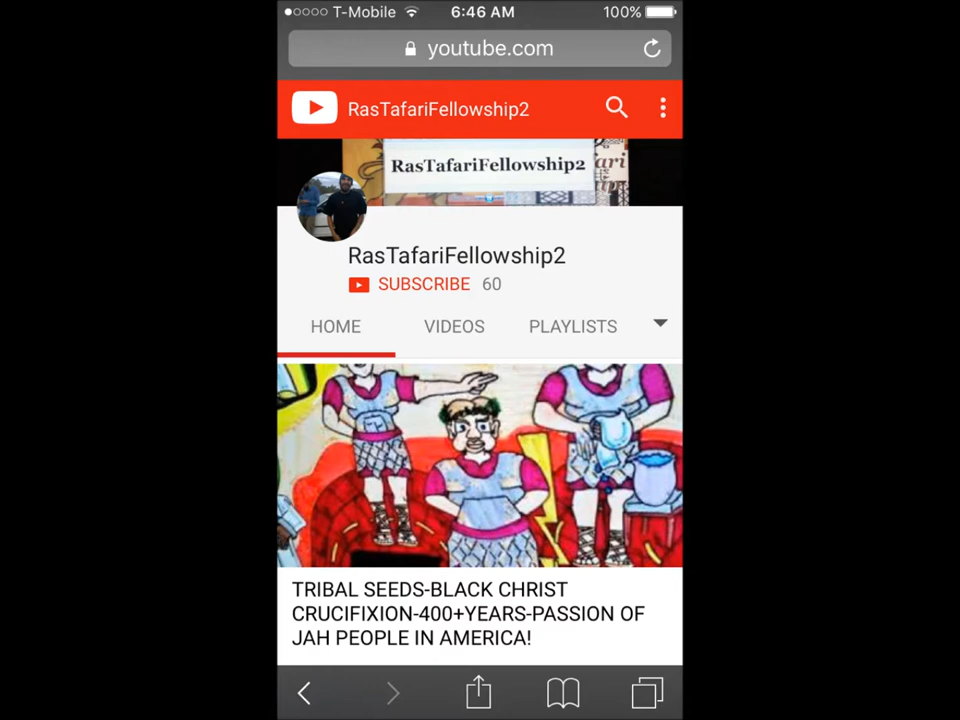 T-Mobile 6:46 AM 100%
youtube.com
RasTafariFellowship2
RasTafariFellowship2
RasTafariFellowship2
SUBSCRIBE 60
HOME VIDEOS PLAYLISTS
TRIBAL SEEDS-BLACK CHRIST
CRUCIFIXION-400+YEARS-PASSION OF
JAH PEOPLE IN AMERICA!